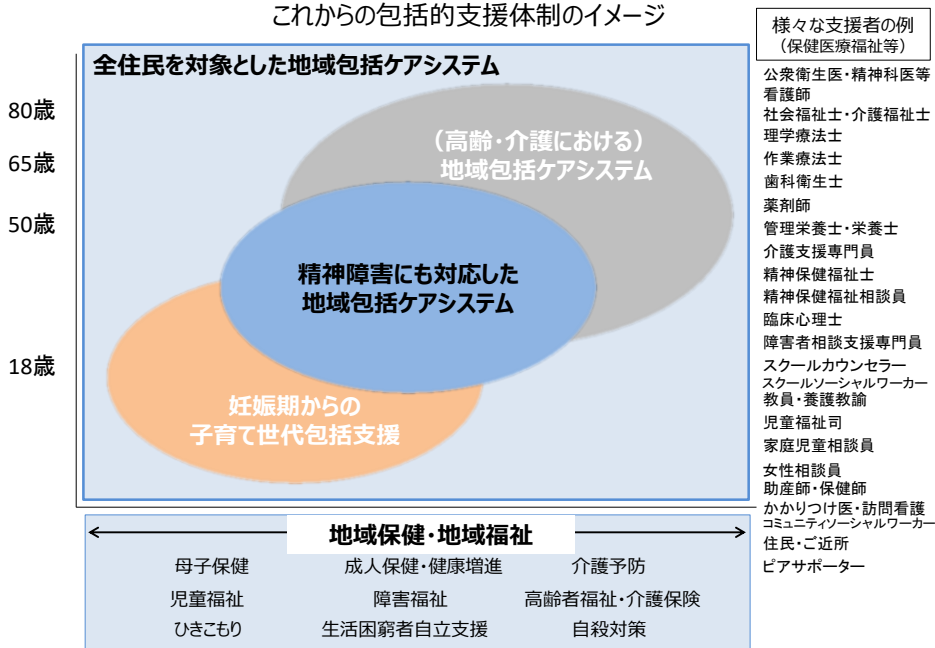 これからの包括的支援体制のイメージ
全住民を対象とした地域包括ケアシステム
80歳
65歳
50歳
18歳
(高齢・介護における)
地域包括ケアシステム
精神障害にも対応した
地域包括ケアシステム
妊娠期からの
子育て世代包括支援
地域保健・地域福祉
母子保健 成人保健・健康増進 介護予防
児童福祉 障害福祉 高齢者福祉・介護保険
ひきこもり 生活困窮者自立支援 自殺対策
様々な支援者の例
(保健医療福祉等)
公衆衛生医・精神科医等
看護師
社会福祉士・介護福祉士
理学療法士
作業療法士
歯科衛生士
薬剤師
管理栄養士・栄養士
介護支援専門員
精神保健福祉士
精神保健福祉相談員
臨床心理士
障害者相談支援専門員
スクールカウンセラー
スクールソーシャルワーカー
教員・養護教諭
児童福祉司
家庭児童相談員
女性相談員
助産師・保健師
かかりつけ医・訪問看護
コミュニティソーシャルワーカー
住民・ご近所
ピアサポーター